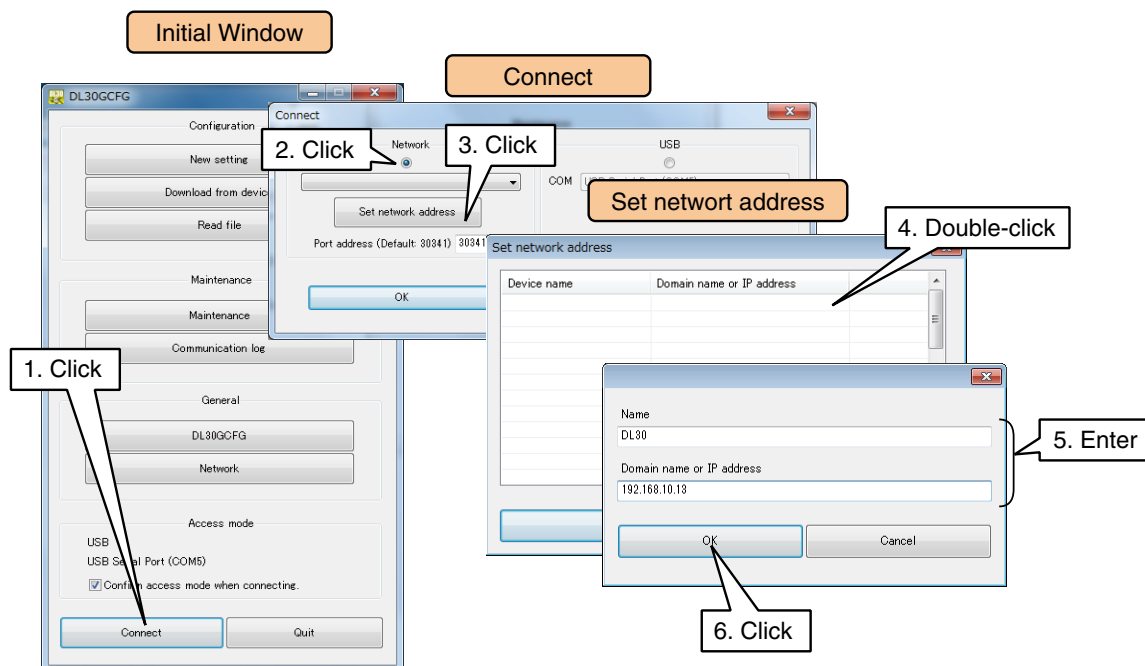 Initial Window
Connect
DL30GCFG
Configuration
New setting
Download from devic
Read file
Maintenance
Maintenance
Communication log
1. Click
General
DL30GCFG
Network
Access mode
USB
USB Serial Port (COM5)
Confirm access mode when connecting.
Connect
Quit
Connect
2. Click
Network
3. Click
USB
COM
Set network address
Port address (Default: 30341) 30341
OK
Set networt address
4. Double-click
Set network address
Device name
Domain name or IP address
Name
DL30
Domain name or IP address
192.168.10.13
5. Enter
OK
Cancel
6. Click